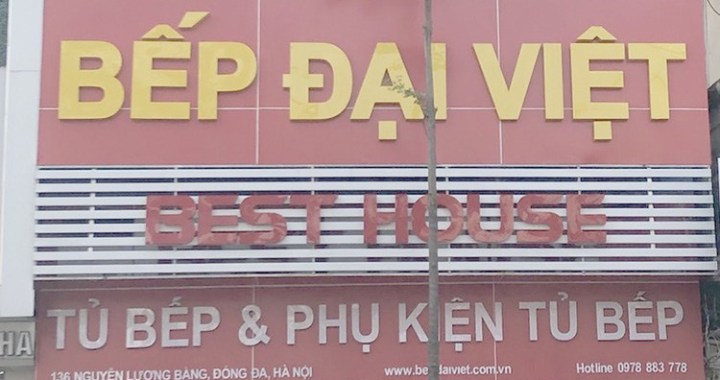 BẾP ĐẠI VIỆT
BEST HOUSE
TỦ BẾP & PHỤ KIỆN TỦ BẾP
HA
136 NGUYỄN LƯƠNG BẰNG, ĐỐNG ĐA, HÀ NỘI www.bepdaiviet.com.vn Hotline 0978 883 778